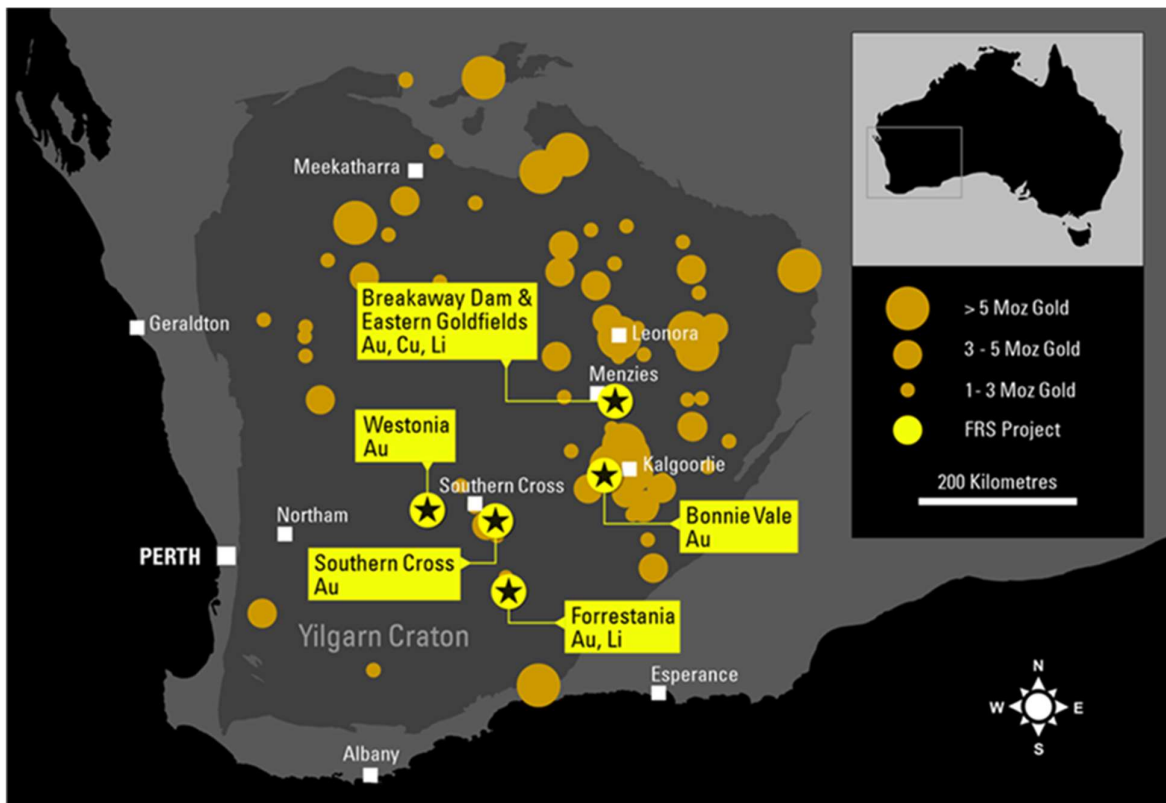 Meekatharra
Geraldton
Breakaway Dam &
Eastern Goldfields
Au, Cu, Li
Leonora
Menzies
Westonia
Au
Southern Cross
Kalgoorlie
Northam
PERTH
Southern Cross
Au
Bonnie Vale
Au
Forrestania
Au, Li
Yilgarn Craton
Esperance
Albany
> 5 Moz Gold
3 - 5 Moz Gold
1- 3 Moz Gold
FRS Project
200 Kilometres
N
W
E
S